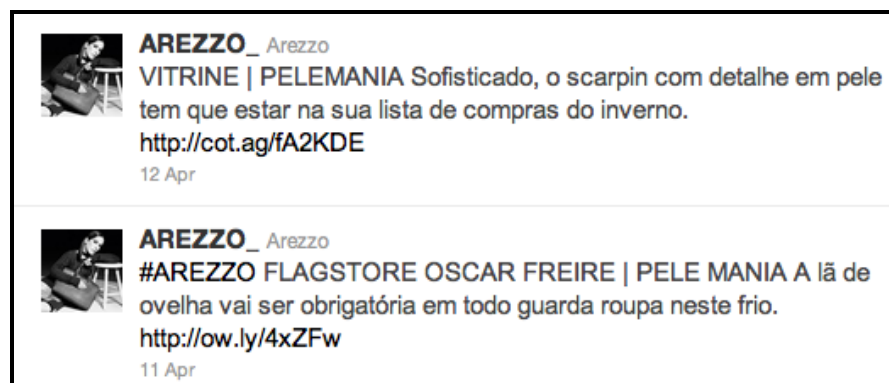 AREZZO_ Arezzo
VITRINE | PELEMANIA Sofisticado, o scarpin com detalhe em pele
tem que estar na sua lista de compras do inverno.
http://cot.ag/fA2KDE
12 Apr
AREZZO_ Arezzo
#AREZZO FLAGSTORE OSCAR FREIRE | PELE MANIA A lã de
ovelha vai ser obrigatória em todo guarda roupa neste frio.
http://ow.ly/4xZFw
11 Apr